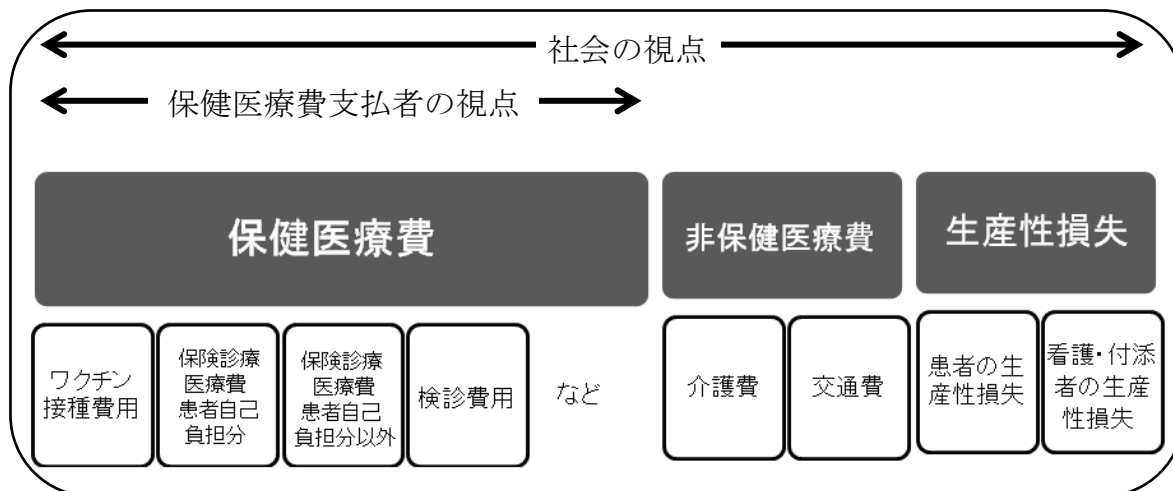 社会の視点
保健医療費支払者の視点
保健医療費
非保健医療費
生産性損失
ワクチン
接種費用
保険診療
医療費
患者自己
負担分
保険診療
医療費
患者自己
負担分以外
検診費用
など
介護費
交通費
患者の生
産性損失
看護・付添
者の生産
性損失